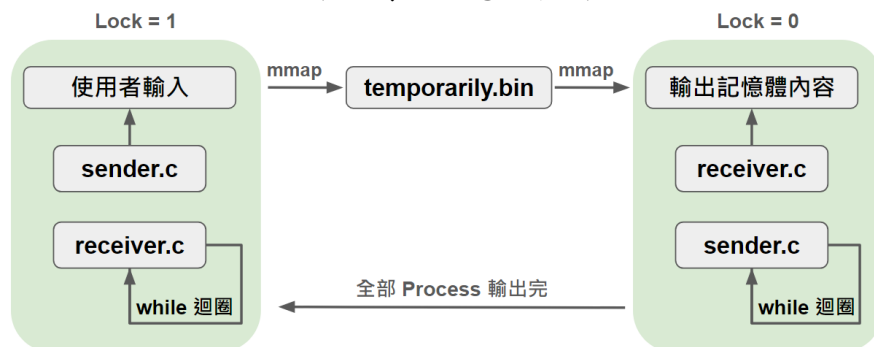 Lock = 1
Lock = 0
使用者輸入
mmap
temporarily.bin
mmap
輸出記憶體內容
sender.c
receiver.c
receiver.c
while 迴圈
全部 Process 輸出完
sender.c
while 迴圈